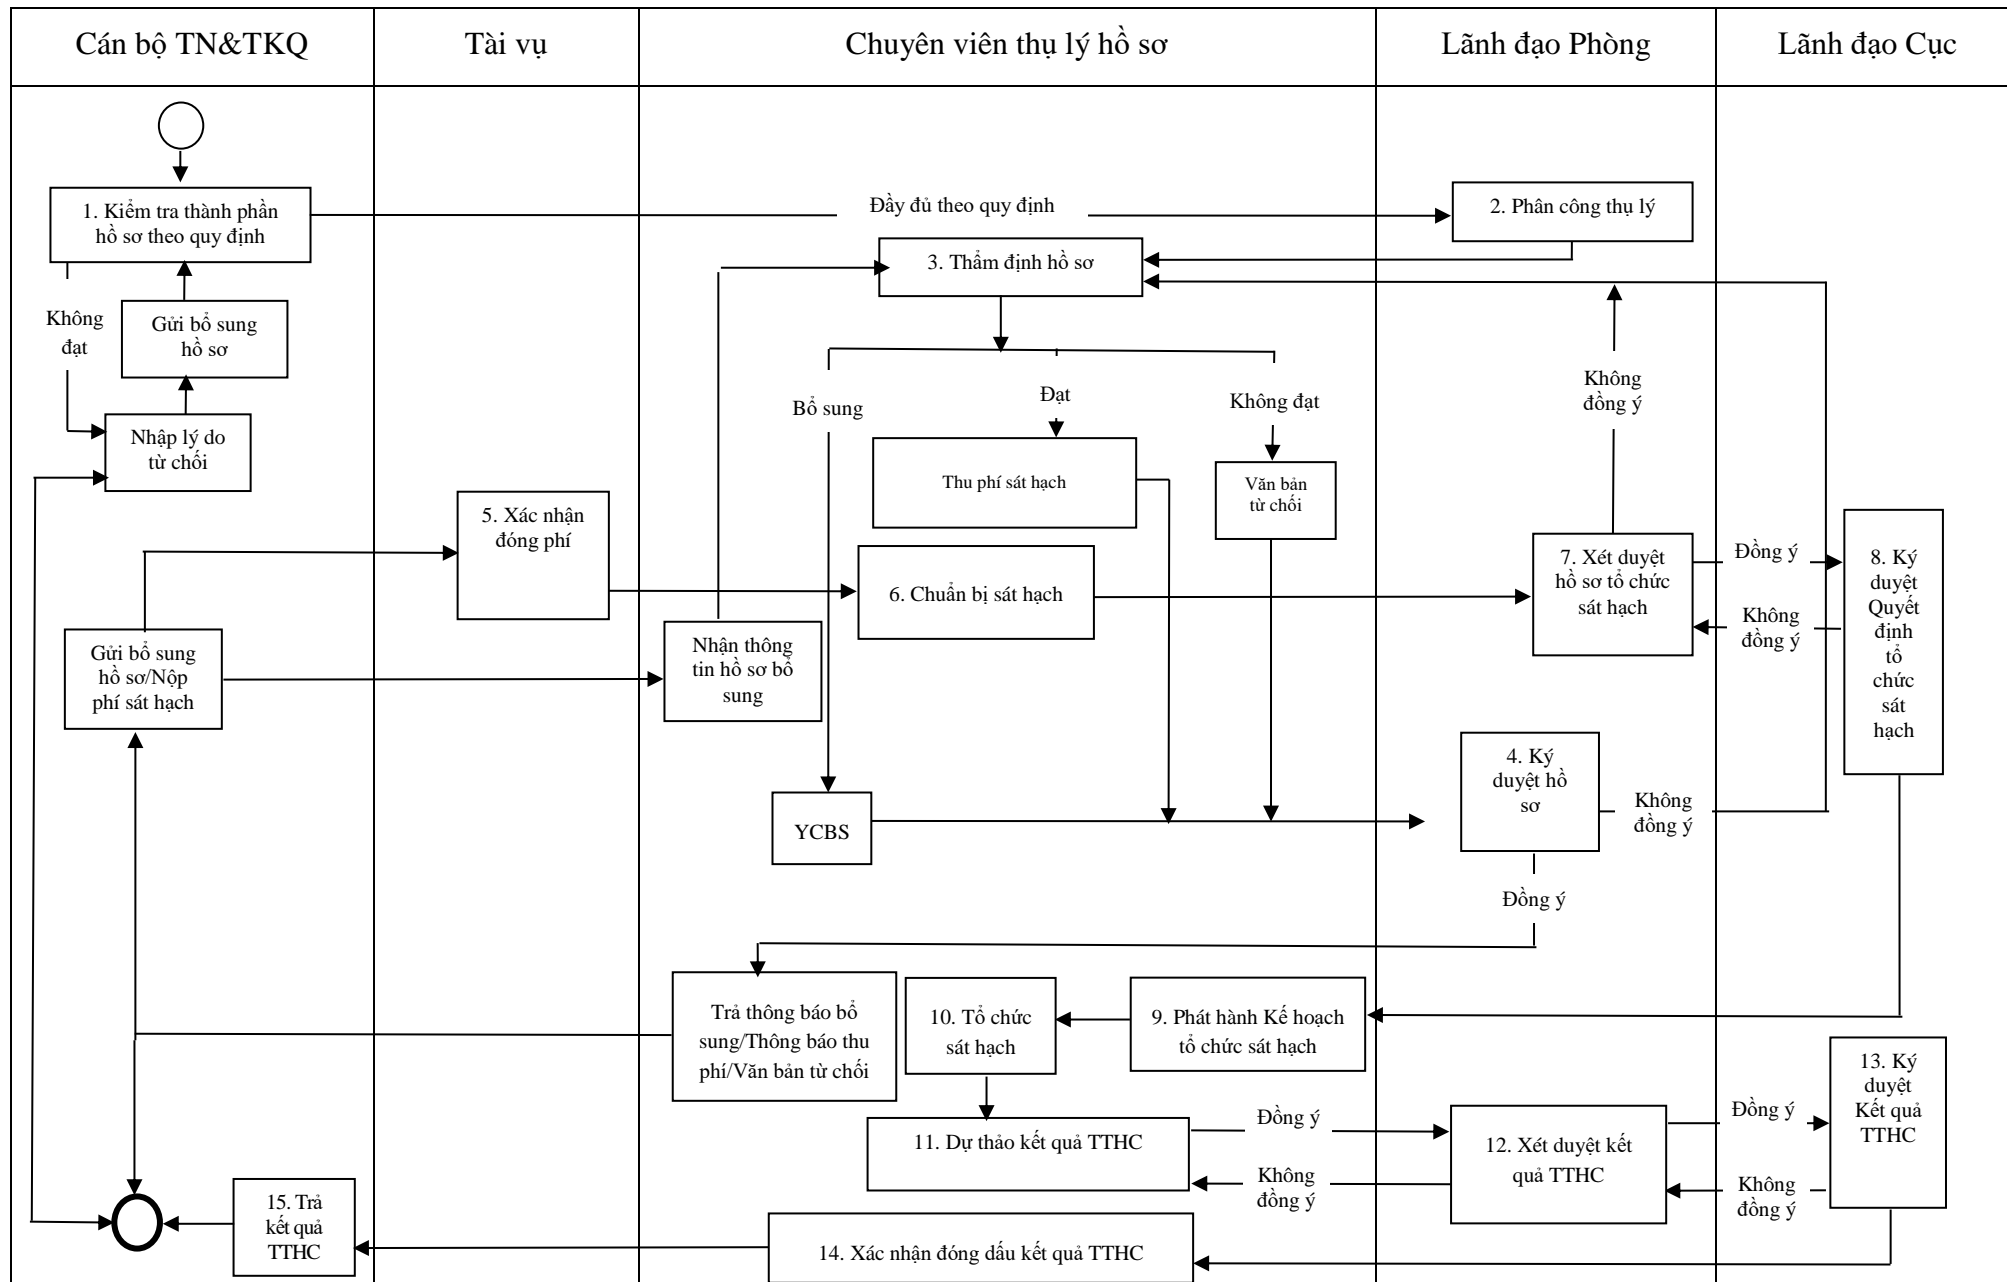 Cán bộ TN&TKQ
Tài vụ
Chuyên viên thụ lý hồ sơ
Lãnh đạo Phòng
Lãnh đạo Cục
1. Kiểm tra thành phần
hồ sơ theo quy định
Đầy đủ theo quy định
2. Phân công thụ lý
3. Thẩm định hồ sơ
Không
đạt
Gửi bổ sung
hồ sơ
Nhập lý do
từ chối
Bổ sung
Đạt
Không đạt
Không
đồng ý
Thu phí sát hạch
Văn bản
từ chối
5. Xác nhận
đóng phí
6. Chuẩn bị sát hạch
7. Xét duyệt
hồ sơ tổ chức
sát hạch
Đồng ý
Không
đồng ý
8. Ký
duyệt
Quyết
định
tổ
chức
sát
hạch
Gửi bổ sung
hồ sơ/Nộp
phí sát hạch
Nhận thông
tin hồ sơ bổ
sung
YCBS
4. Ký
duyệt hồ
sơ
Không
đồng ý
Đồng ý
Trả thông báo bổ
sung/Thông báo thu
phí/Văn bản từ chối
10. Tổ chức
sát hạch
9. Phát hành Kế hoạch
tổ chức sát hạch
11. Dự thảo kết quả TTHC
Đồng ý
Không
đồng ý
12. Xét duyệt kết
quả TTHC
Đồng ý
Không
đồng ý
13. Ký
duyệt
Kết quả
TTHC
15. Trả
kết quả
TTHC
14. Xác nhận đóng dấu kết quả TTHC